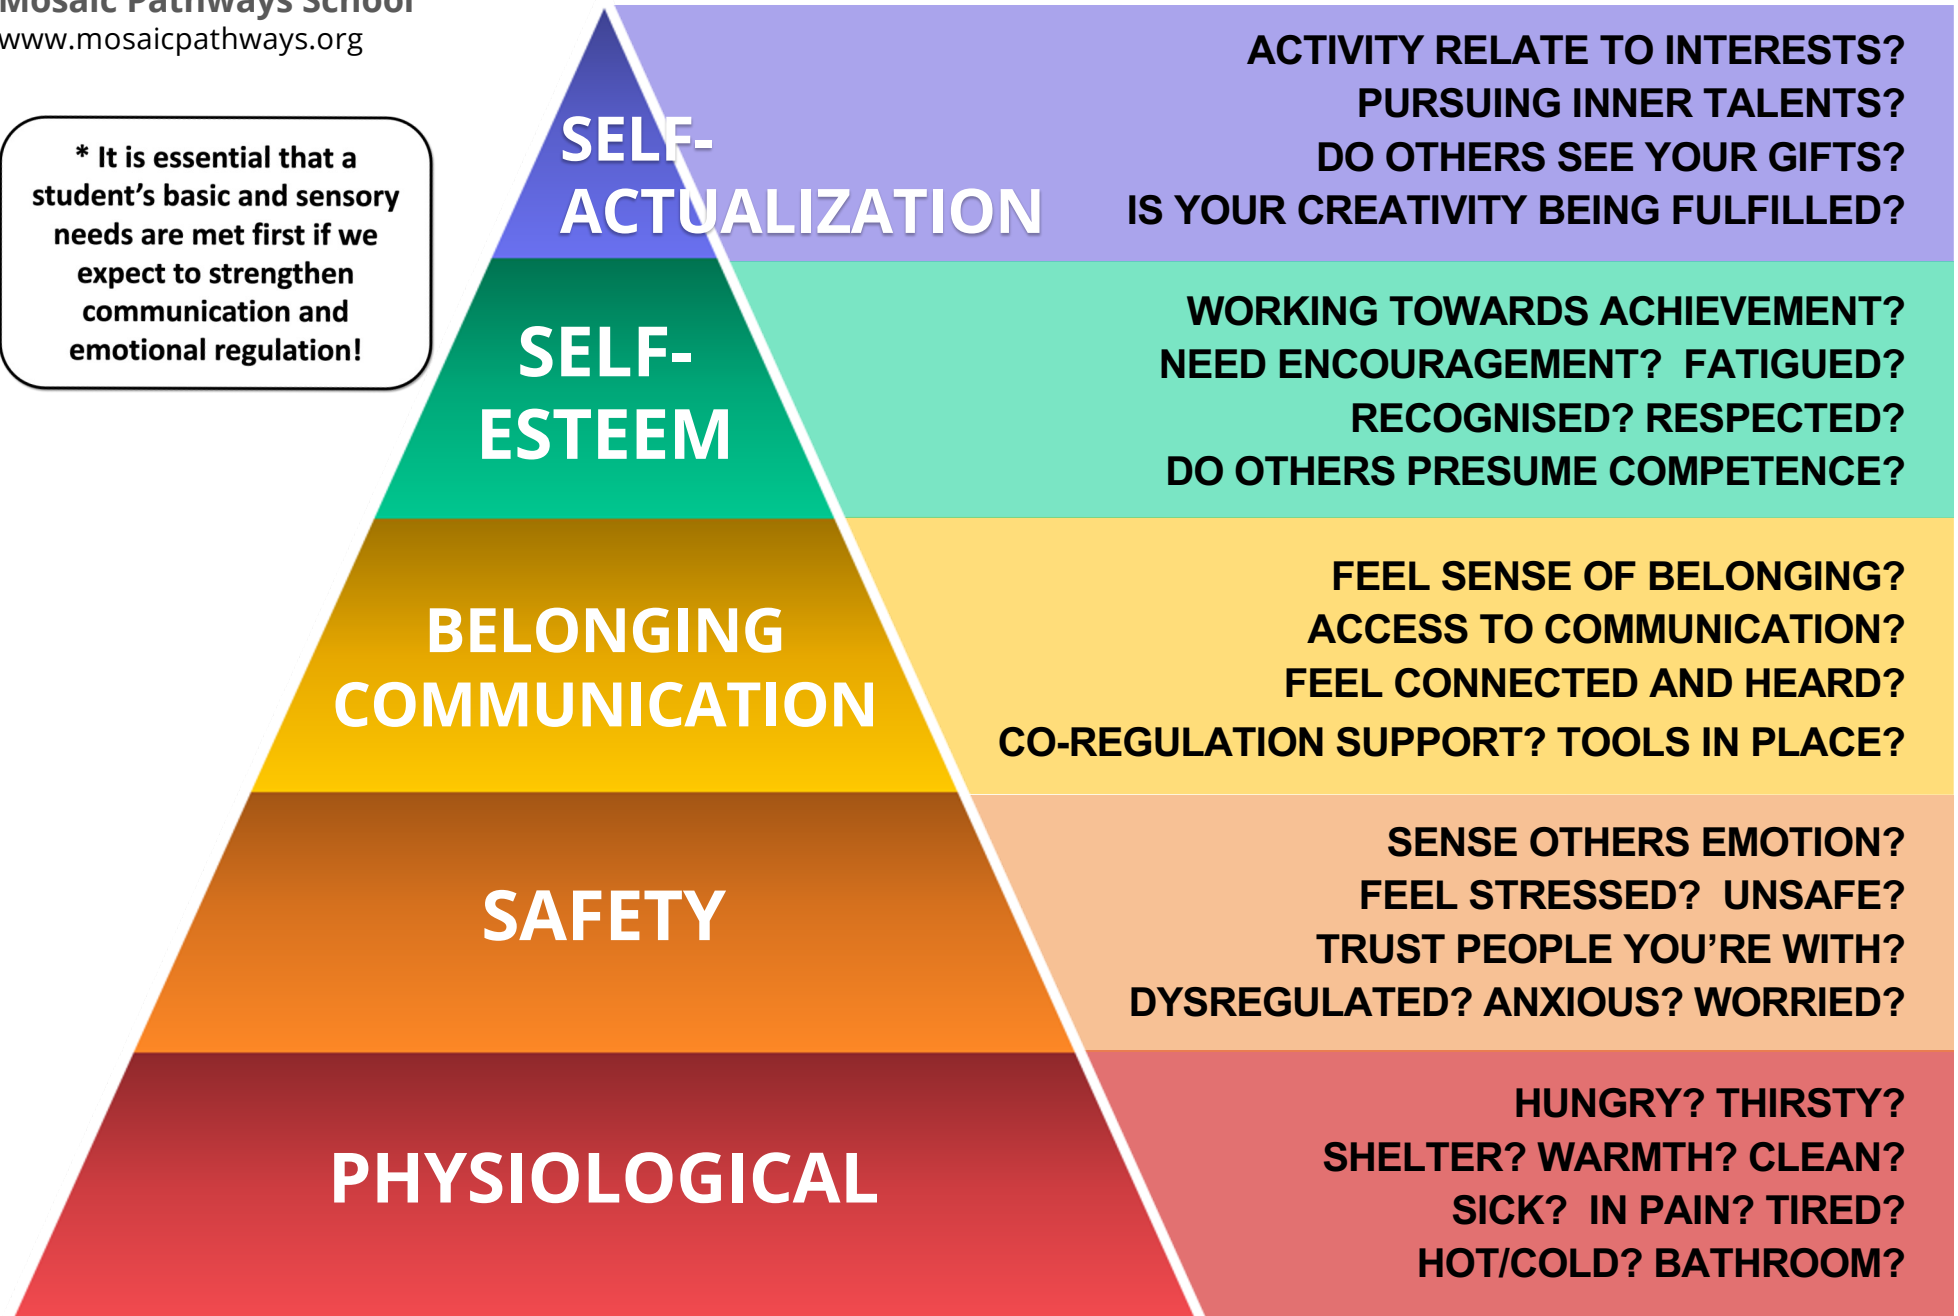 Mosaic Pathways School
www.mosaicpathways.org
* It is essential that a
student's basic and sensory
needs are met first if we
expect to strengthen
communication and
emotional regulation!
SELF-
ACTUALIZATION
ACTIVITY RELATE TO INTERESTS?
PURSUING INNER TALENTS?
DO OTHERS SEE YOUR GIFTS?
IS YOUR CREATIVITY BEING FULFILLED?
SELF-
ESTEEM
WORKING TOWARDS ACHIEVEMENT?
NEED ENCOURAGEMENT?  FATIGUED?
RECOGNISED? RESPECTED?
DO OTHERS PRESUME COMPETENCE?
BELONGING
COMMUNICATION
FEEL SENSE OF BELONGING?
ACCESS TO COMMUNICATION?
FEEL CONNECTED AND HEARD?
CO-REGULATION SUPPORT? TOOLS IN PLACE?
SAFETY
SENSE OTHERS EMOTION?
FEEL STRESSED?  UNSAFE?
TRUST PEOPLE YOU’RE WITH?
DYSREGULATED? ANXIOUS? WORRIED?
PHYSIOLOGICAL
HUNGRY? THIRSTY?
SHELTER? WARMTH? CLEAN?
SICK?  IN PAIN? TIRED?
HOT/COLD? BATHROOM?